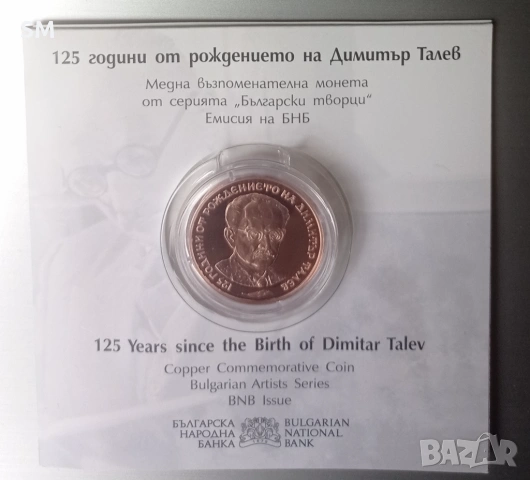 SM
125 години от рождението на Димитър Талев
Медна възпоменателна монета
от серията „Български творци“
Емисия на БНБ
125 ГОДИНИ ОТ РОЖДЕНИЕТО НА ДИМИТЪР ТАЛЕВ
125 Years since the Birth of Dimitar Talev
Copper Commemorative Coin
Bulgarian Artists Series
BNB Issue
БЪЛГАРСКА
НАРОДНА
БАНКА
BULGARIAN
NATIONAL
BANK
BAZAR